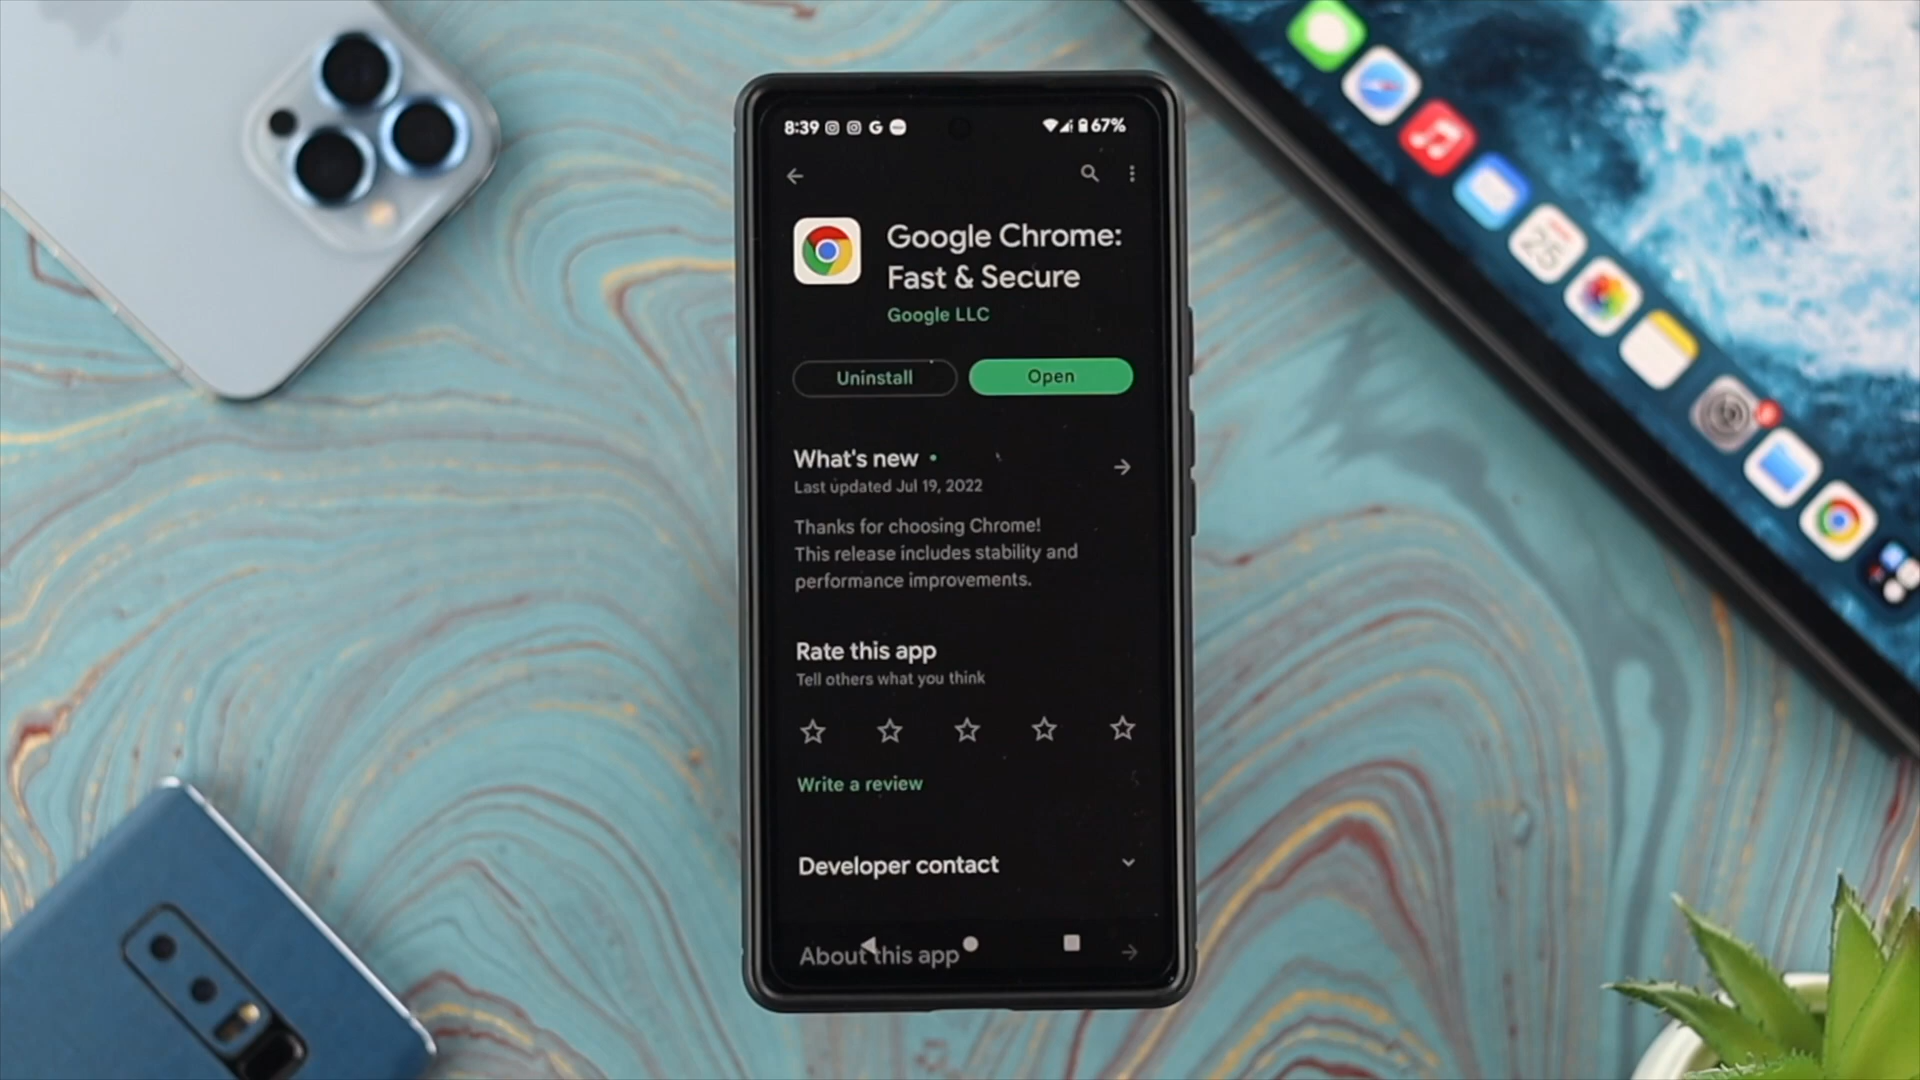 8:39 G 67%
Google Chrome:
Fast & Secure
Google LLC
Uninstall Open
What's new •
Last updated Jul 19, 2022
Thanks for choosing Chrome!
This release includes stability and
performance improvements.
Rate this app
Tell others what you think
Write a review
Developer contact
About this app
25